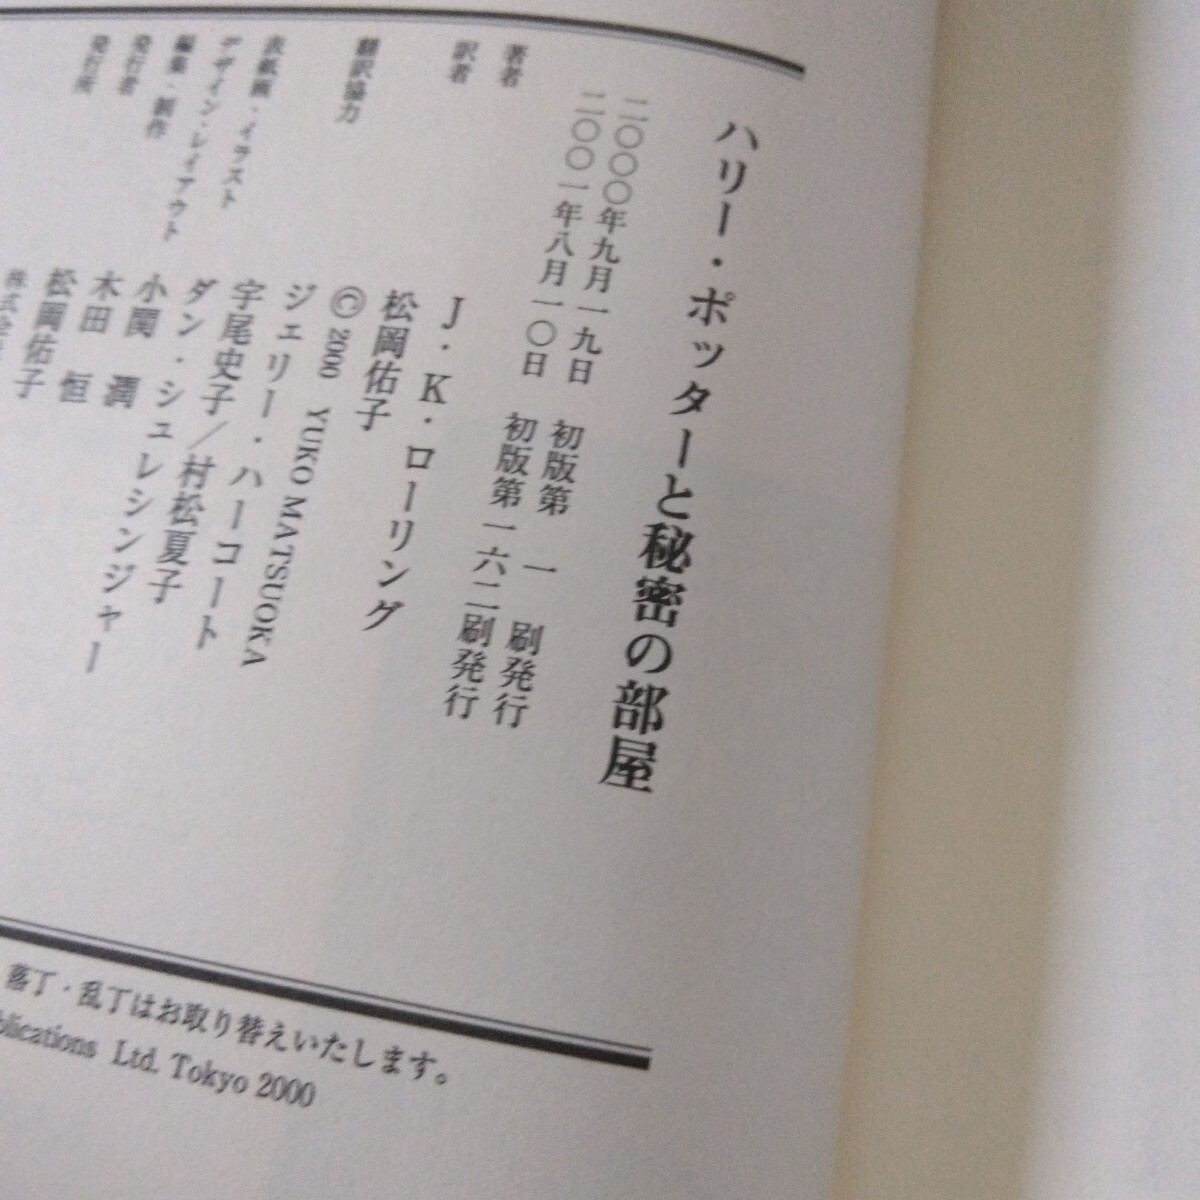 ハリー・ポッターと秘密の部屋
二〇〇〇年九月一九日 初版第一刷発行
二〇〇一年八月一〇日 初版第一六二刷発行
著者 J・K・ローリング
訳者 松岡佑子
© 2000 YUKO MATSUOKA
翻訳協力 ジェリー・ハーコート
宇尾史子/村松夏子
表紙画・イラスト ダン・シュレシンジャー
デザイン・レイアウト 小関 潤
編集・制作 木田 恒
発行者 松岡佑子
発行所 株式会社
落丁・乱丁はお取り替えいたします。
blications Ltd. Tokyo 2000